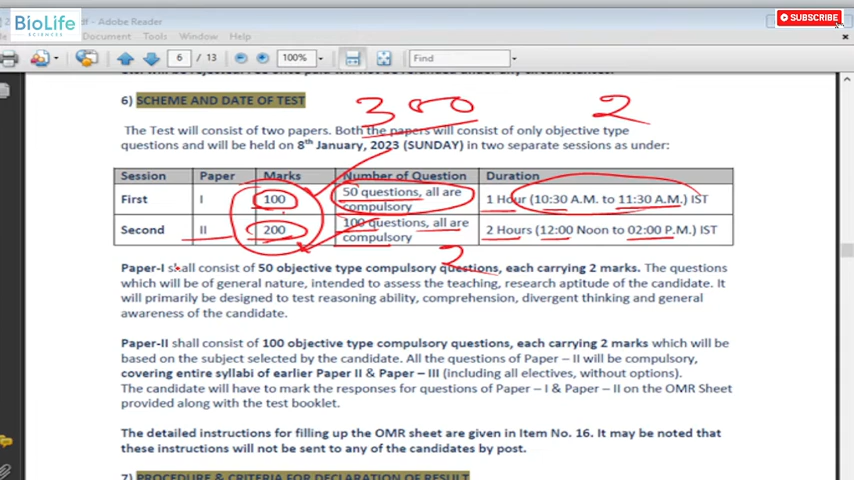 BioLife
SCIENCES
SUBSCRIBE
.pdf - Adobe Reader
Document Tools Window Help
6 / 13 100% Find
6) SCHEME AND DATE OF TEST
300
2
The Test will consist of two papers. Both the papers will consist of only objective type
questions and will be held on 8th January, 2023 (SUNDAY) in two separate sessions as under:
Session Paper Marks Number of Question Duration
First I 100 50 questions, all are compulsory 1 Hour (10:30 A.M. to 11:30 A.M.) IST
Second II 200 100 questions, all are compulsory 2 Hours (12:00 Noon to 02:00 P.M.) IST
2
Paper-I shall consist of 50 objective type compulsory questions, each carrying 2 marks. The questions
which will be of general nature, intended to assess the teaching, research aptitude of the candidate. It
will primarily be designed to test reasoning ability, comprehension, divergent thinking and general
awareness of the candidate.
Paper-II shall consist of 100 objective type compulsory questions, each carrying 2 marks which will be
based on the subject selected by the candidate. All the questions of Paper – II will be compulsory,
covering entire syllabi of earlier Paper II & Paper – III (including all electives, without options).
The candidate will have to mark the responses for questions of Paper – I & Paper – II on the OMR Sheet
provided along with the test booklet.
The detailed instructions for filling up the OMR sheet are given in Item No. 16. It may be noted that
these instructions will not be sent to any of the candidates by post.
7) PROCEDURE & CRITERIA FOR DECLARATION OF RESULT